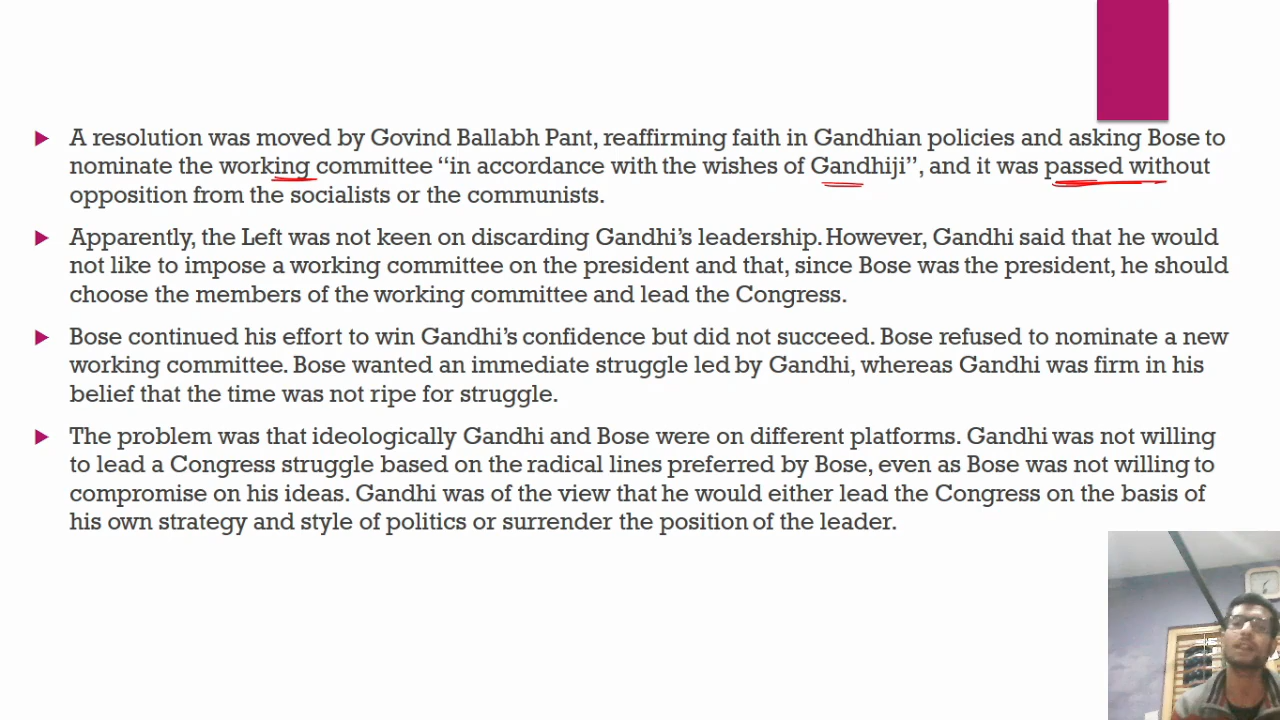 A resolution was moved by Govind Ballabh Pant, reaffirming faith in Gandhian policies and asking Bose to
nominate the working committee “in accordance with the wishes of Gandhiji”, and it was passed without
opposition from the socialists or the communists.
Apparently, the Left was not keen on discarding Gandhi’s leadership. However, Gandhi said that he would
not like to impose a working committee on the president and that, since Bose was the president, he should
choose the members of the working committee and lead the Congress.
Bose continued his effort to win Gandhi’s confidence but did not succeed. Bose refused to nominate a new
working committee. Bose wanted an immediate struggle led by Gandhi, whereas Gandhi was firm in his
belief that the time was not ripe for struggle.
The problem was that ideologically Gandhi and Bose were on different platforms. Gandhi was not willing
to lead a Congress struggle based on the radical lines preferred by Bose, even as Bose was not willing to
compromise on his ideas. Gandhi was of the view that he would either lead the Congress on the basis of
his own strategy and style of politics or surrender the position of the leader.